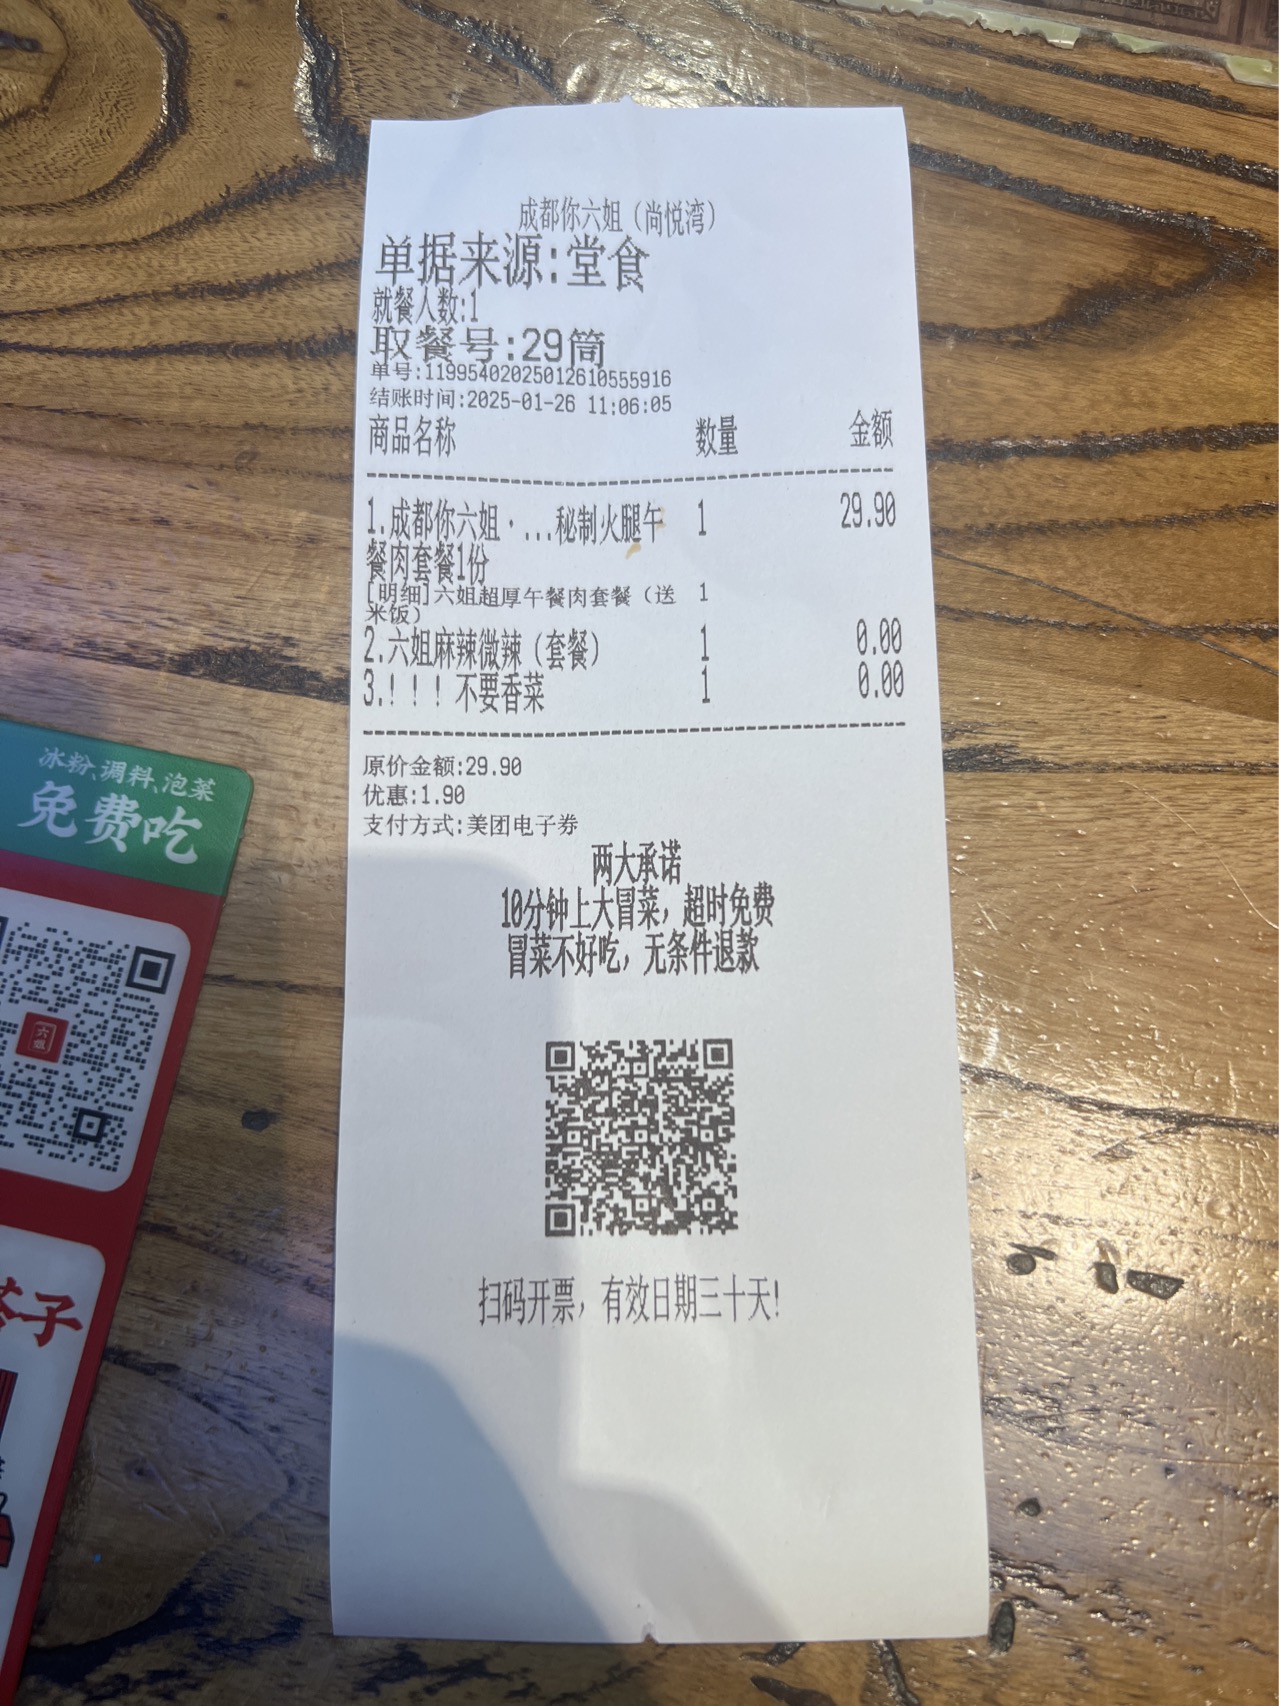 成都你六姐（尚悦湾）
单据来源:堂食
就餐人数:1
取餐号:29筒
单号:11995402025012610555916
结账时间:2025-01-26 11:06:05
商品名称 数量 金额
1.成都你六姐·...秘制火腿午 1 29.90
餐肉套餐1份
[明细]六姐超厚午餐肉套餐（送 1
米饭）
2.六姐麻辣微辣（套餐） 1 0.00
3.！！！不要香菜 1 0.00
原价金额:29.90
优惠:1.90
支付方式:美团电子券
两大承诺
10分钟上大冒菜，超时免费
冒菜不好吃，无条件退款
扫码开票，有效日期三十天!
冰粉、调料、泡菜
免费吃
六姐
子